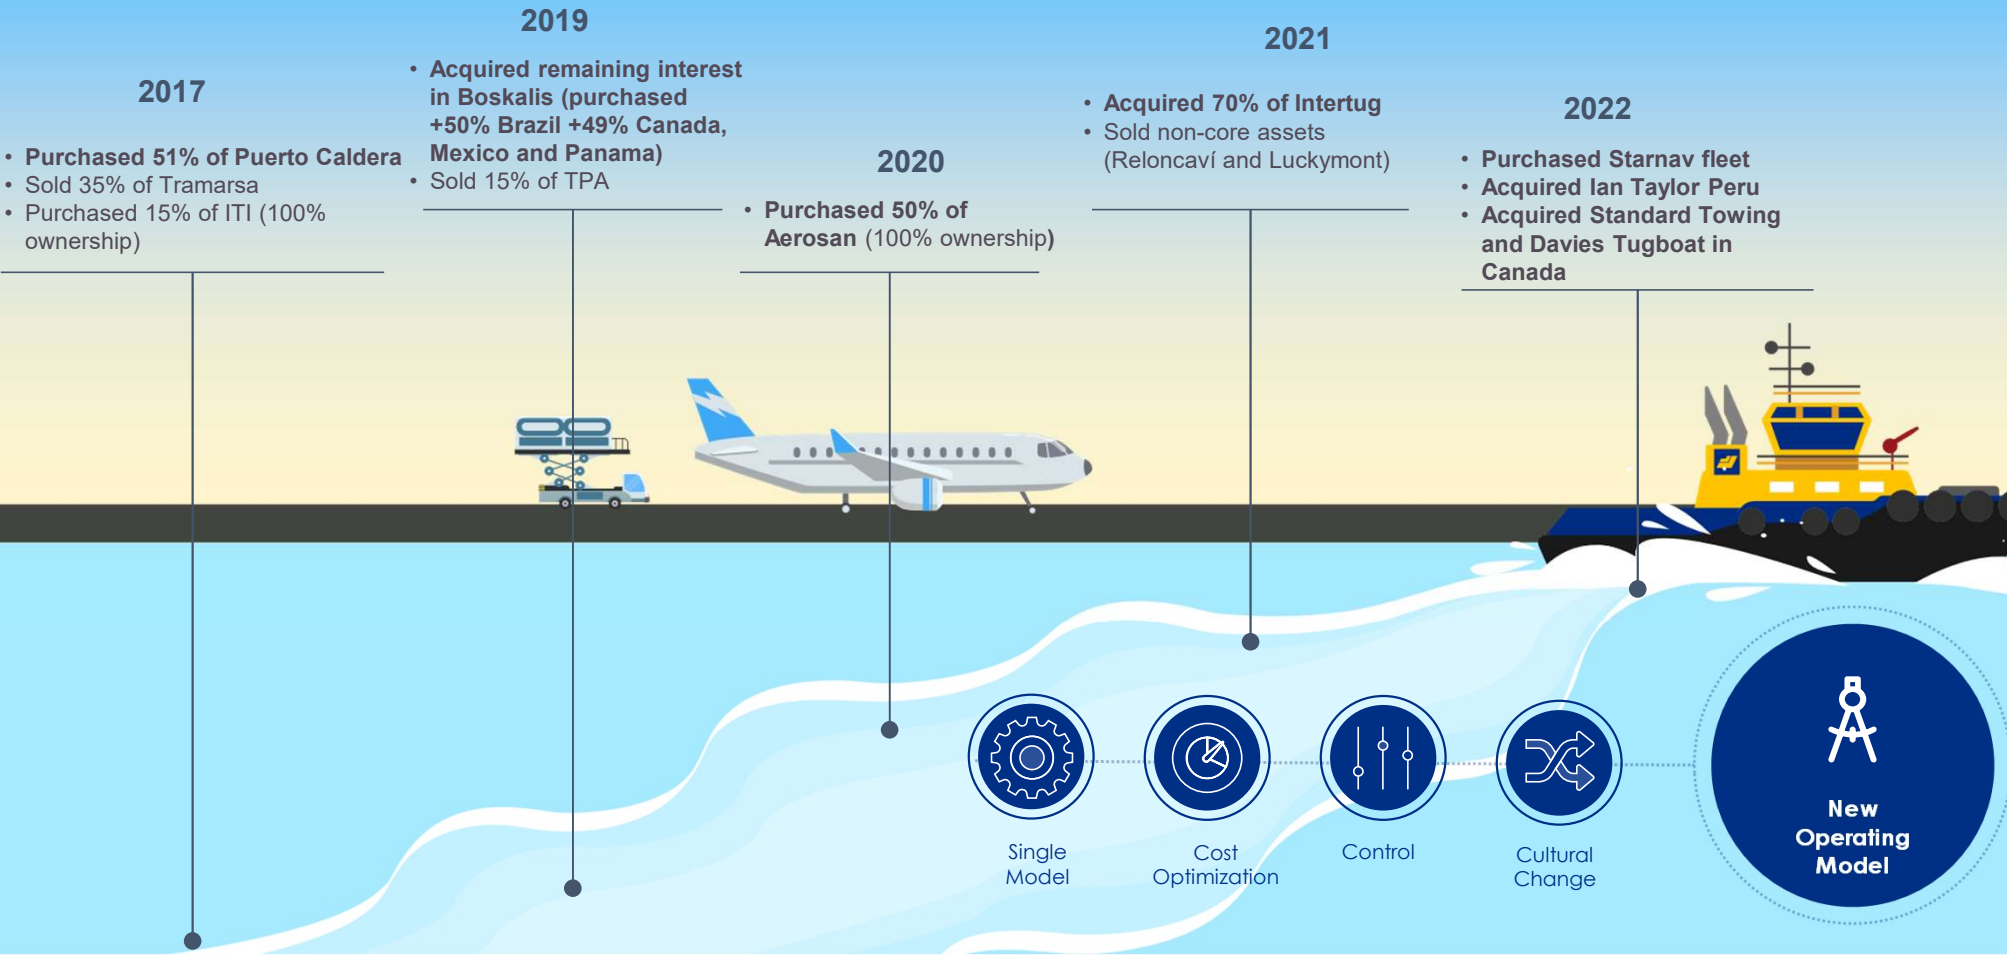 2017
• Purchased 51% of Puerto Caldera
• Sold 35% of Tramarsa
• Purchased 15% of ITI (100%
ownership)
2019
• Acquired remaining interest
in Boskalis (purchased
+50% Brazil +49% Canada,
Mexico and Panama)
• Sold 15% of TPA
2020
• Purchased 50% of
Aerosan (100% ownership)
2021
• Acquired 70% of Intertug
• Sold non-core assets
(Reloncaví and Luckymont)
2022
• Purchased Starnav fleet
• Acquired Ian Taylor Peru
• Acquired Standard Towing
and Davies Tugboat in
Canada
Single
Model
Cost
Optimization
Control
Cultural
Change
New
Operating
Model